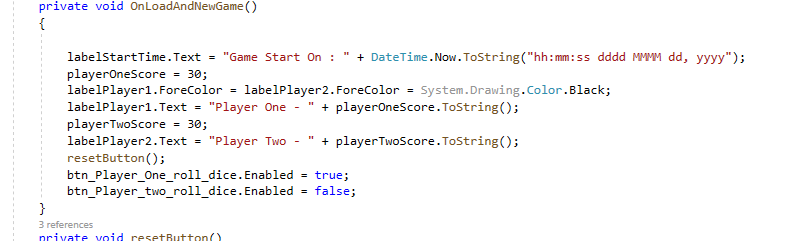 private void OnLoadAndNewGame()
{
labelStartTime.Text = "Game Start On : " + DateTime.Now.ToString("hh:mm:ss dddd MMMM dd, yyyy");
playerOneScore = 30;
labelPlayer1.ForeColor = labelPlayer2.ForeColor = System.Drawing.Color.Black;
labelPlayer1.Text = "Player One - " + playerOneScore.ToString();
playerTwoScore = 30;
labelPlayer2.Text = "Player Two - " + playerTwoScore.ToString();
resetButton();
btn_Player_One_roll_dice.Enabled = true;
btn_Player_two_roll_dice.Enabled = false;
}
3 references
private void resetButton()